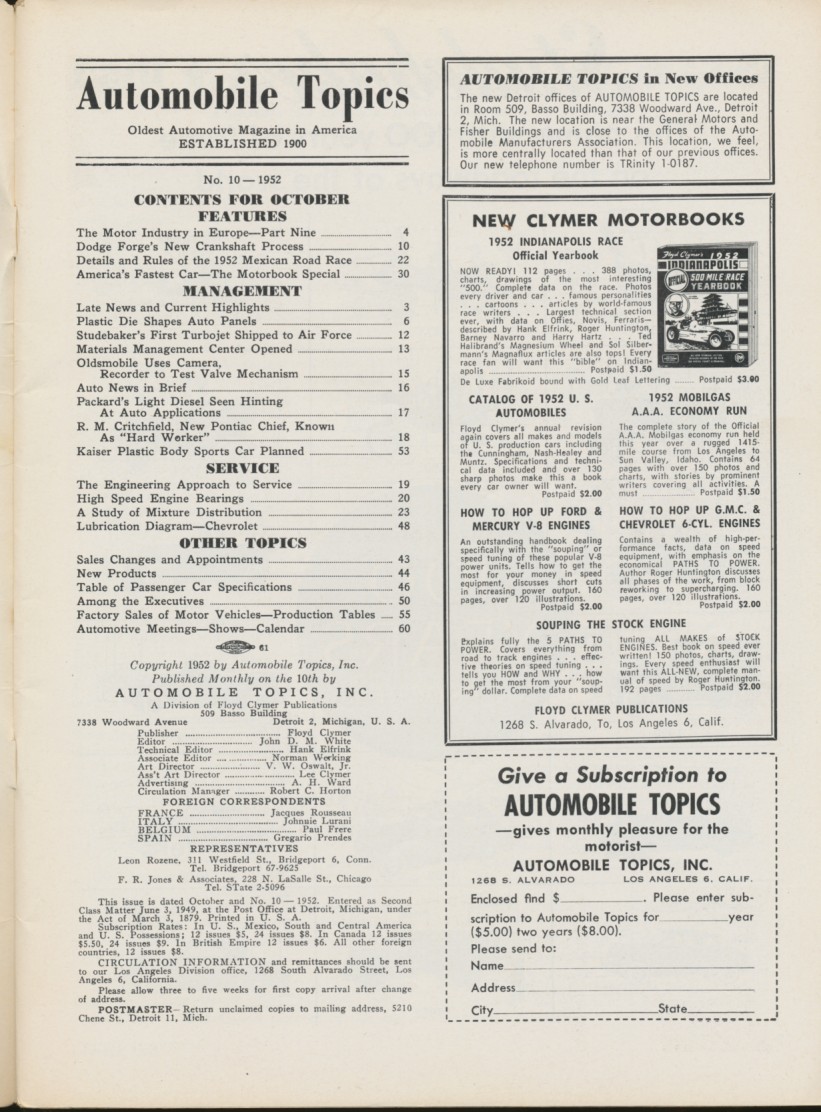 Automobile Topics
Oldest Automotive Magazine in America
ESTABLISHED 1900
No. 10 — 1952
CONTENTS FOR OCTOBER
FEATURES
The Motor Industry in Europe—Part Nine 4
Dodge Forge's New Crankshaft Process 10
Details and Rules of the 1952 Mexican Road Race 22
America's Fastest Car—The Motorbook Special 30
MANAGEMENT
Late News and Current Highlights 3
Plastic Die Shapes Auto Panels 6
Studebaker's First Turbojet Shipped to Air Force 12
Materials Management Center Opened 13
Oldsmobile Uses Camera,
Recorder to Test Valve Mechanism 15
Auto News in Brief 16
Packard's Light Diesel Seen Hinting
At Auto Applications 17
R. M. Critchfield, New Pontiac Chief, Known
As "Hard Worker" 18
Kaiser Plastic Body Sports Car Planned 53
SERVICE
The Engineering Approach to Service 19
High Speed Engine Bearings 20
A Study of Mixture Distribution 23
Lubrication Diagram—Chevrolet 48
OTHER TOPICS
Sales Changes and Appointments 43
New Products 44
Table of Passenger Car Specifications 46
Among the Executives 50
Factory Sales of Motor Vehicles—Production Tables 55
Automotive Meetings—Shows—Calendar 60
61
Copyright 1952 by Automobile Topics, Inc.
Published Monthly on the 10th by
AUTOMOBILE TOPICS, INC.
A Division of Floyd Clymer Publications
509 Basso Building
7338 Woodward Avenue Detroit 2, Michigan, U. S. A.
Publisher Floyd Clymer
Editor John D. M. White
Technical Editor Hank Elfrink
Associate Editor Norman Werking
Art Director V. W. Oswalt, Jr.
Ass't Art Director Lee Clymer
Advertising A. H. Ward
Circulation Manager Robert C. Horton
FOREIGN CORRESPONDENTS
FRANCE Jacques Rousseau
ITALY Johnnie Lurani
BELGIUM Paul Frere
SPAIN Gregario Prendes
REPRESENTATIVES
Leon Rozene, 311 Westfield St., Bridgeport 6, Conn.
Tel. Bridgeport 67-9625
F. R. Jones & Associates, 228 N. LaSalle St., Chicago
Tel. STate 2-5096
This issue is dated October and No. 10 — 1952. Entered as Second
Class Matter June 3, 1949, at the Post Office at Detroit, Michigan, under
the Act of March 3, 1879. Printed in U. S. A.
Subscription Rates: In U. S., Mexico, South and Central America
and U. S. Possessions; 12 issues $5, 24 issues $8. In Canada 12 issues
$5.50, 24 issues $9. In British Empire 12 issues $6. All other foreign
countries, 12 issues $8.
CIRCULATION INFORMATION and remittances should be sent
to our Los Angeles Division office, 1268 South Alvarado Street, Los
Angeles 6, California.
Please allow three to five weeks for first copy arrival after change
of address.
POSTMASTER—Return unclaimed copies to mailing address, 5210
Chene St., Detroit 11, Mich.
AUTOMOBILE TOPICS in New Offices
The new Detroit offices of AUTOMOBILE TOPICS are located
in Room 509, Basso Building, 7338 Woodward Ave., Detroit
2, Mich. The new location is near the General Motors and
Fisher Buildings and is close to the offices of the Auto-
mobile Manufacturers Association. This location, we feel,
is more centrally located than that of our previous offices.
Our new telephone number is TRinity 1-0187.
NEW CLYMER MOTORBOOKS
1952 INDIANAPOLIS RACE
Official Yearbook
NOW READY! 112 pages . . . 388 photos,
charts, drawings of the most interesting
"500." Complete data on the race. Photos
every driver and car . . . famous personalities
. . . cartoons . . . articles by world-famous
race writers . . . Largest technical section
ever, with data on Offies, Novis, Ferraris—
described by Hank Elfrink, Roger Huntington,
Barney Navarro and Harry Hartz . . . Ted
Halibrand's Magnesium Wheel and Sol Silber-
mann's Magnaflux articles are also tops! Every
race fan will want this "bible" on Indian-
apolis Postpaid $1.50
De Luxe Fabrikoid bound with Gold Leaf Lettering Postpaid $3.00
Floyd Clymer's 1952
INDIANAPOLIS
OFFICIAL
500 MILE RACE
YEARBOOK
CATALOG OF 1952 U. S.
AUTOMOBILES
Floyd Clymer's annual revision
again covers all makes and models
of U. S. production cars including
the Cunningham, Nash-Healey and
Muntz. Specifications and techni-
cal data included and over 130
sharp photos make this a book
every car owner will want.
Postpaid $2.00
1952 MOBILGAS
A.A.A. ECONOMY RUN
The complete story of the Official
A.A.A. Mobilgas economy run held
this year over a rugged 1415-
mile course from Los Angeles to
Sun Valley, Idaho. Contains 64
pages with over 150 photos and
charts, with stories by prominent
writers covering all activities. A
must Postpaid $1.50
HOW TO HOP UP FORD &
MERCURY V-8 ENGINES
An outstanding handbook dealing
specifically with the "souping" or
speed tuning of these popular V-8
power units. Tells how to get the
most for your money in speed
equipment, discusses short cuts
in increasing power output. 160
pages, over 120 illustrations.
Postpaid $2.00
HOW TO HOP UP G.M.C. &
CHEVROLET 6-CYL. ENGINES
Contains a wealth of high-per-
formance facts, data on speed
equipment, with emphasis on the
economical PATHS TO POWER.
Author Roger Huntington discusses
all phases of the work, from block
reworking to supercharging. 160
pages, over 120 illustrations.
Postpaid $2.00
SOUPING THE STOCK ENGINE
Explains fully the 5 PATHS TO
POWER. Covers everything from
road to track engines . . . effec-
tive theories on speed tuning . . .
tells you HOW and WHY . . . how
to get the most from your "soup-
ing" dollar. Complete data on speed
tuning ALL MAKES of STOCK
ENGINES. Best book on speed ever
written! 150 photos, charts, draw-
ings. Every speed enthusiast will
want this ALL-NEW, complete man-
ual of speed by Roger Huntington.
192 pages Postpaid $2.00
FLOYD CLYMER PUBLICATIONS
1268 S. Alvarado, To, Los Angeles 6, Calif.
Give a Subscription to
AUTOMOBILE TOPICS
—gives monthly pleasure for the
motorist—
AUTOMOBILE TOPICS, INC.
1268 S. ALVARADO LOS ANGELES 6, CALIF.
Enclosed find $ . Please enter sub-
scription to Automobile Topics for year
($5.00) two years ($8.00).
Please send to:
Name
Address
City State